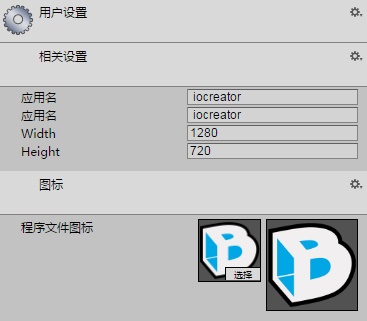 用户设置
相关设置
应用名 iocreator
应用名 iocreator
Width 1280
Height 720
图标
程序文件图标
选择